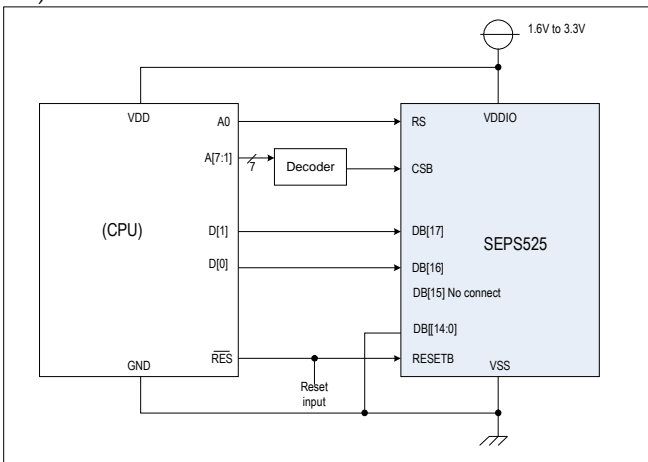 1.6V to 3.3V
VDD
VDDIO
A0
RS
A[7:1]
7
Decoder
CSB
(CPU)
D[1]
DB[17]
SEPS525
D[0]
DB[16]
DB[15] No connect
DB[[14:0]
RES
RESETB
GND
VSS
Reset
input